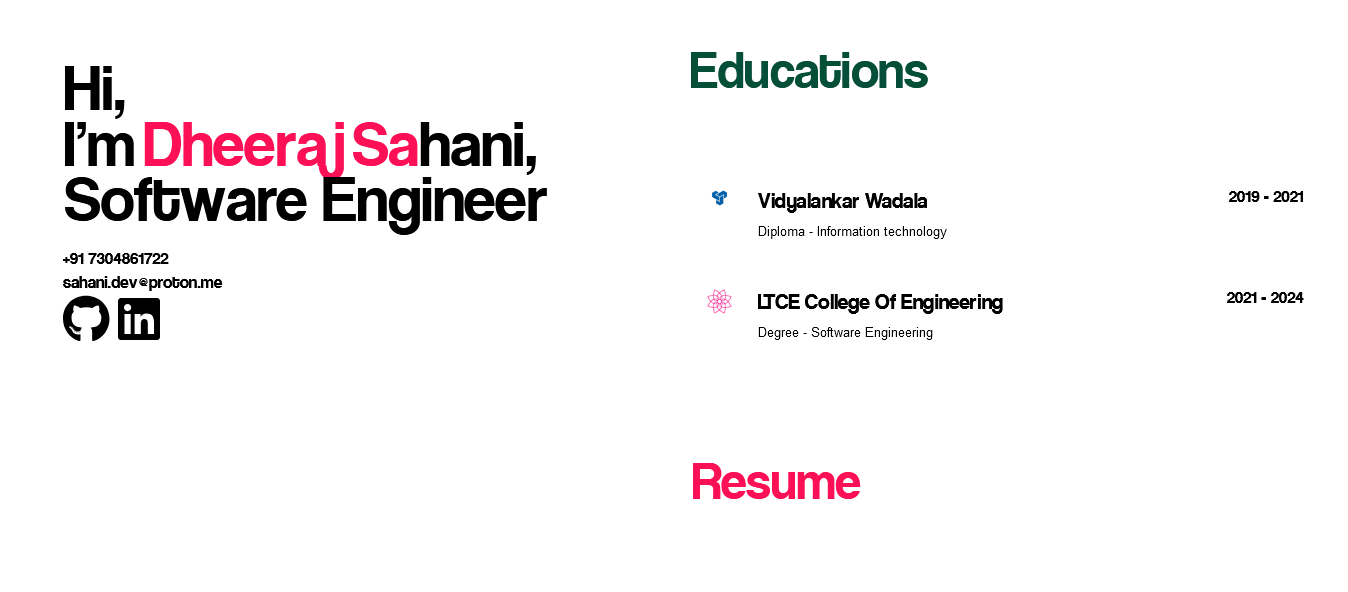 Hi,
I'm Dheeraj Sahani,
Software Engineer
+91 7304861722
sahani.dev@proton.me
in
Educations
Vidyalankar Wadala
2019 - 2021
Diploma - Information technology
LTCE College Of Engineering
2021 - 2024
Degree - Software Engineering
Resume